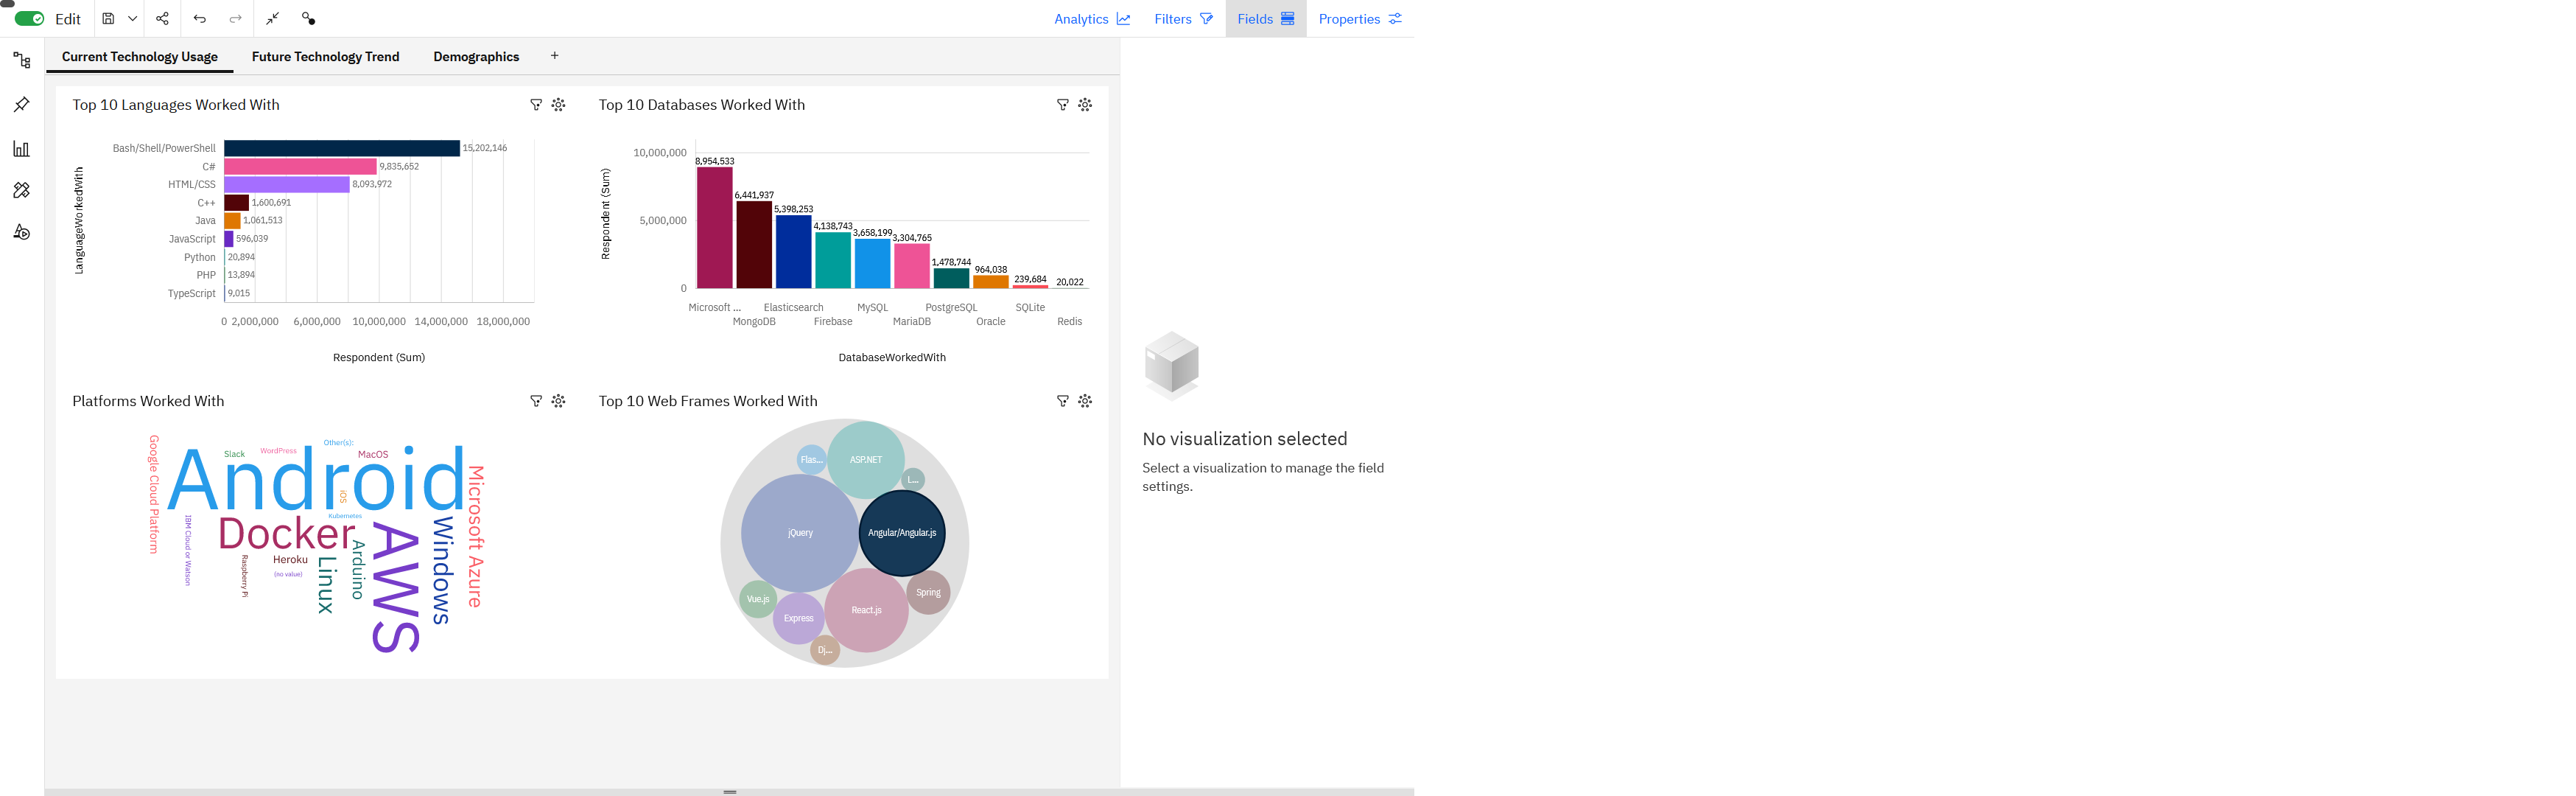 Edit
Analytics
Filters
Fields
Properties
Current Technology Usage
Future Technology Trend
Demographics
+
Top 10 Languages Worked With
LanguageWorkedWith
Bash/Shell/PowerShell
15,202,146
C#
9,835,652
HTML/CSS
8,093,972
C++
1,600,691
Java
1,061,513
JavaScript
596,039
Python
20,894
PHP
13,894
TypeScript
9,015
0 2,000,000 6,000,000 10,000,000 14,000,000 18,000,000
Respondent (Sum)
Top 10 Databases Worked With
Respondent (Sum)
10,000,000
5,000,000
0
8,954,533
6,441,937
5,398,253
4,138,743
3,658,199
3,304,765
1,478,744
964,038
239,684
20,022
Microsoft ...
MongoDB
Elasticsearch
Firebase
MySQL
MariaDB
PostgreSQL
Oracle
SQLite
Redis
DatabaseWorkedWith
Platforms Worked With
Google Cloud Platform
Android
Slack
WordPress
Other(s):
MacOS
iOS
Microsoft Azure
IBM Cloud or Watson
Docker
Kubernetes
AWS
Windows
Raspberry Pi
Heroku
(no value)
Linux
Arduino
Top 10 Web Frames Worked With
Flas...
ASP.NET
L...
jQuery
Angular/Angular.js
Vue.js
Express
React.js
Spring
Dj...
No visualization selected
Select a visualization to manage the field
settings.